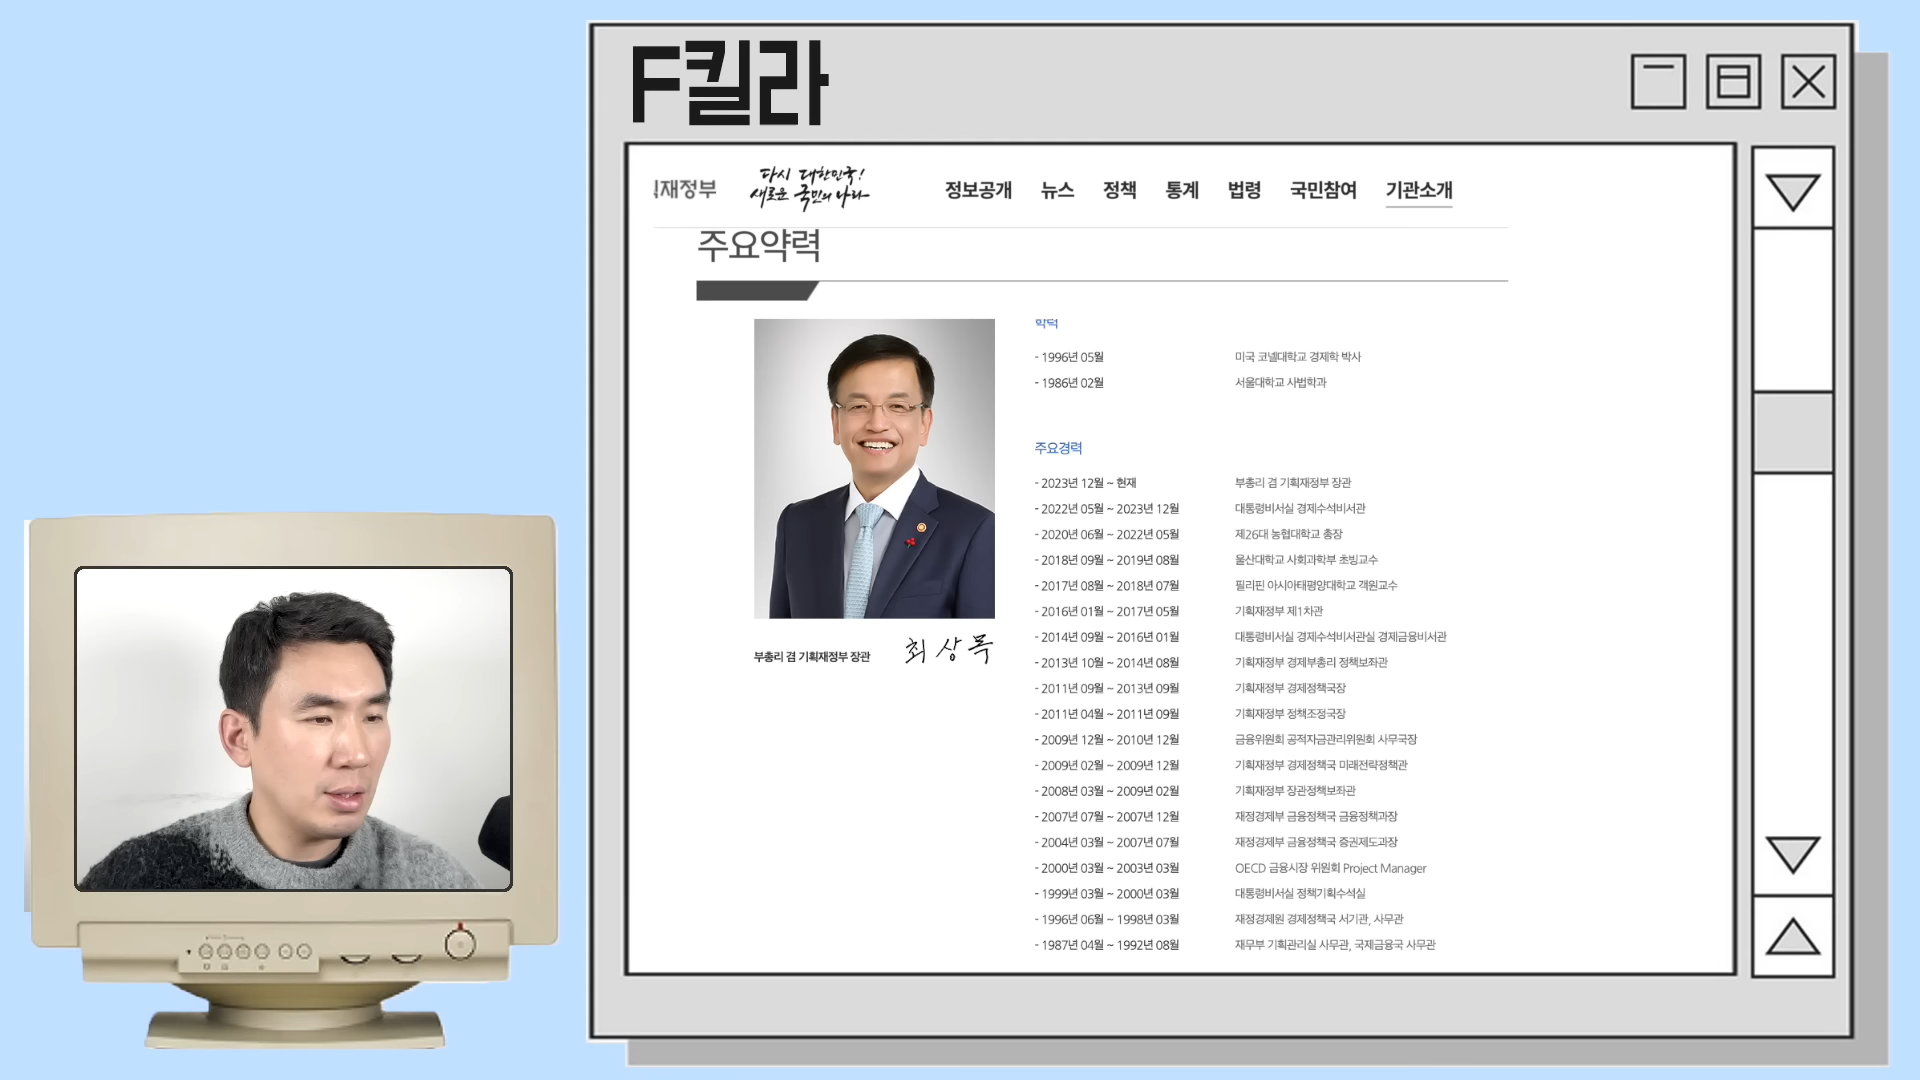 F킬라
획재정부
다시 대한민국!
새로운 국민의 나라
정보공개 뉴스 정책 통계 법령 국민참여 기관소개
주요약력
학력
- 1996년 05월 미국 코넬대학교 경제학 박사
- 1986년 02월 서울대학교 사법학과
주요경력
- 2023년 12월 ~ 현재 부총리 겸 기획재정부 장관
- 2022년 05월 ~ 2023년 12월 대통령비서실 경제수석비서관
- 2020년 06월 ~ 2022년 05월 제26대 농협대학교 총장
- 2018년 09월 ~ 2019년 08월 울산대학교 사회과학부 초빙교수
- 2017년 08월 ~ 2018년 07월 필리핀 아시아태평양대학교 객원교수
- 2016년 01월 ~ 2017년 05월 기획재정부 제1차관
- 2014년 09월 ~ 2016년 01월 대통령비서실 경제수석비서관실 경제금융비서관
- 2013년 10월 ~ 2014년 08월 기획재정부 경제부총리 정책보좌관
- 2011년 09월 ~ 2013년 09월 기획재정부 경제정책국장
- 2011년 04월 ~ 2011년 09월 기획재정부 정책조정국장
- 2009년 12월 ~ 2010년 12월 금융위원회 공적자금관리위원회 사무국장
- 2009년 02월 ~ 2009년 12월 기획재정부 경제정책국 미래전략정책관
- 2008년 03월 ~ 2009년 02월 기획재정부 장관정책보좌관
- 2007년 07월 ~ 2007년 12월 재정경제부 금융정책국 금융정책과장
- 2004년 03월 ~ 2007년 07월 재정경제부 금융정책국 증권제도과장
- 2000년 03월 ~ 2003년 03월 OECD 금융시장 위원회 Project Manager
- 1999년 03월 ~ 2000년 03월 대통령비서실 정책기획수석실
- 1996년 06월 ~ 1998년 03월 재정경제원 경제정책국 서기관, 사무관
- 1987년 04월 ~ 1992년 08월 재무부 기획관리실 사무관, 국제금융국 사무관
부총리 겸 기획재정부 장관 최상목